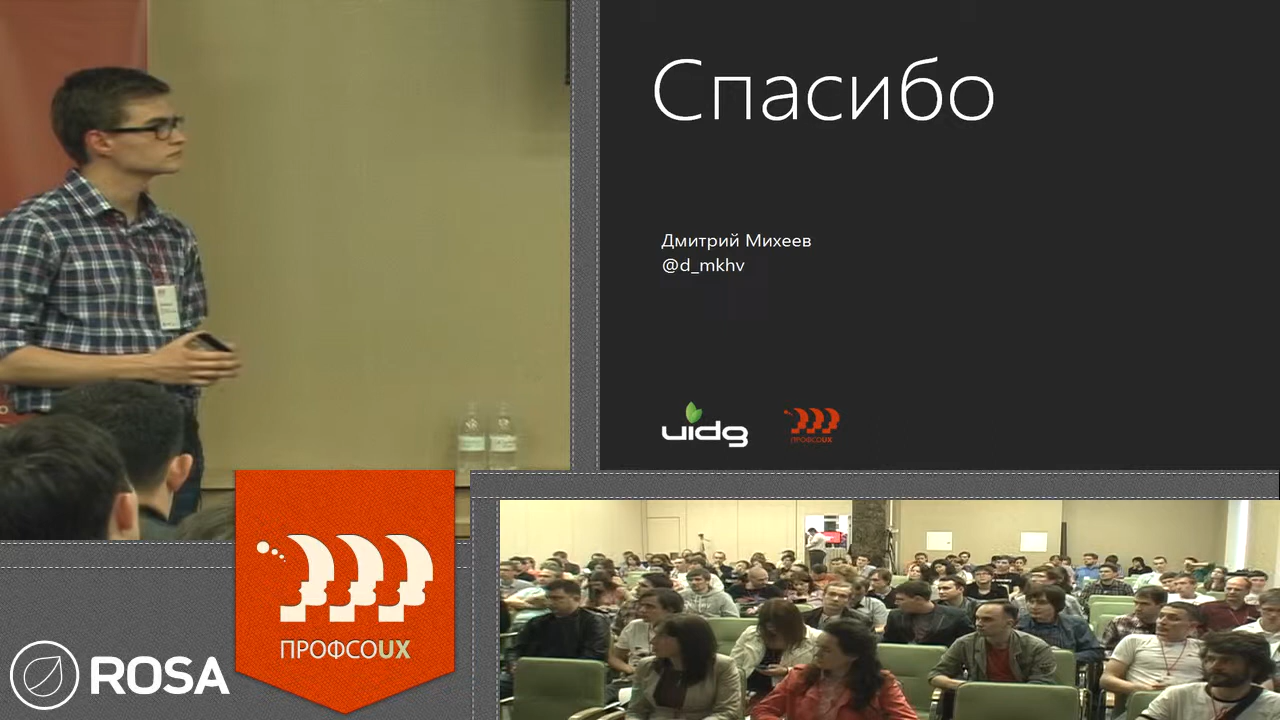 Спасибо
Дмитрий Михеев
@d_mkhv
uidg
ПРОФСОUX
ПРОФСОUX
ROSA